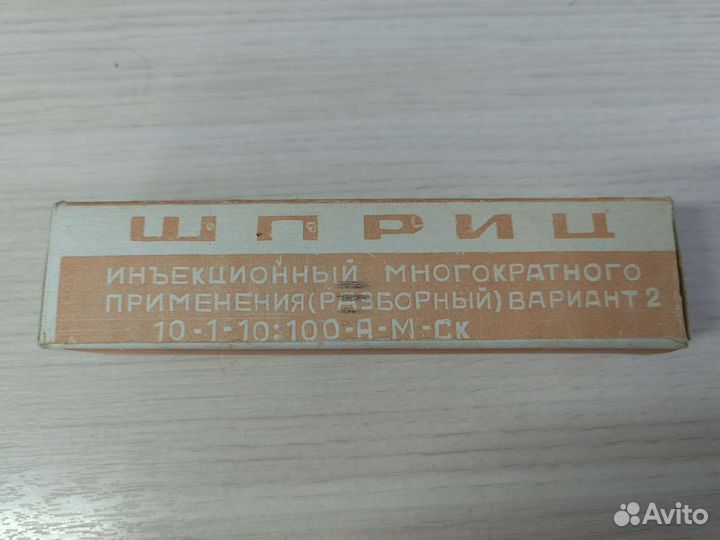 ШПРИЦ
ИНЪЕКЦИОННЫЙ МНОГОКРАТНОГО
ПРИМЕНЕНИЯ(РАЗБОРНЫЙ) ВАРИАНТ 2
10-1-10:100-А-М-СК
Avito